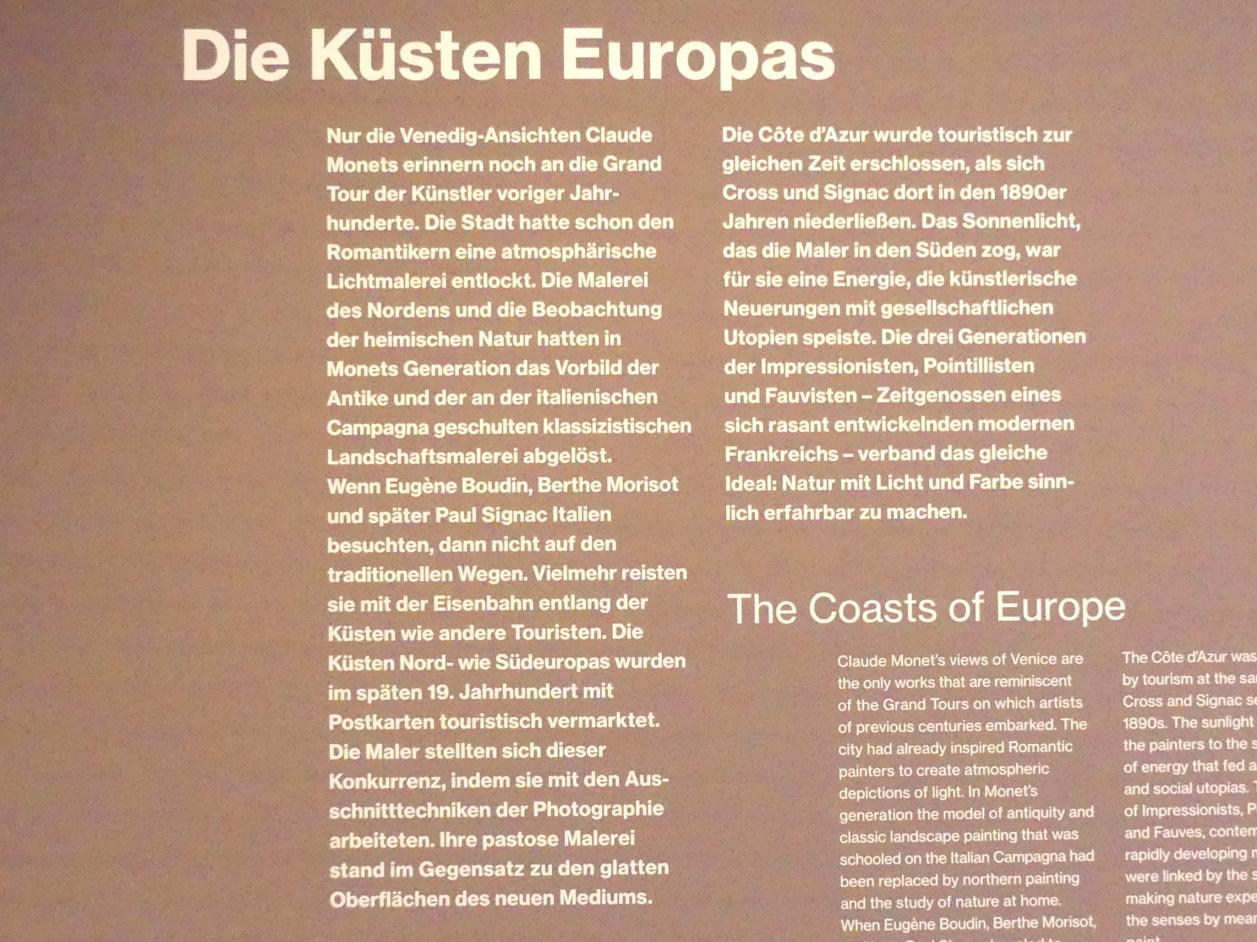 Die Küsten Europas
Nur die Venedig-Ansichten Claude
Monets erinnern noch an die Grand
Tour der Künstler voriger Jahr-
hunderte. Die Stadt hatte schon den
Romantikern eine atmosphärische
Lichtmalerei entlockt. Die Malerei
des Nordens und die Beobachtung
der heimischen Natur hatten in
Monets Generation das Vorbild der
Antike und der an der italienischen
Campagna geschulten klassizistischen
Landschaftsmalerei abgelöst.
Wenn Eugène Boudin, Berthe Morisot
und später Paul Signac Italien
besuchten, dann nicht auf den
traditionellen Wegen. Vielmehr reisten
sie mit der Eisenbahn entlang der
Küsten wie andere Touristen. Die
Küsten Nord- wie Südeuropas wurden
im späten 19. Jahrhundert mit
Postkarten touristisch vermarktet.
Die Maler stellten sich dieser
Konkurrenz, indem sie mit den Aus-
schnitttechniken der Photographie
arbeiteten. Ihre pastose Malerei
stand im Gegensatz zu den glatten
Oberflächen des neuen Mediums.
Die Côte d'Azur wurde touristisch zur
gleichen Zeit erschlossen, als sich
Cross und Signac dort in den 1890er
Jahren niederließen. Das Sonnenlicht,
das die Maler in den Süden zog, war
für sie eine Energie, die künstlerische
Neuerungen mit gesellschaftlichen
Utopien speiste. Die drei Generationen
der Impressionisten, Pointillisten
und Fauvisten – Zeitgenossen eines
sich rasant entwickelnden modernen
Frankreichs – verband das gleiche
Ideal: Natur mit Licht und Farbe sinn-
lich erfahrbar zu machen.
The Coasts of Europe
Claude Monet's views of Venice are
the only works that are reminiscent
of the Grand Tours on which artists
of previous centuries embarked. The
city had already inspired Romantic
painters to create atmospheric
depictions of light. In Monet's
generation the model of antiquity and
classic landscape painting that was
schooled on the Italian Campagna had
been replaced by northern painting
and the study of nature at home.
When Eugène Boudin, Berthe Morisot,
The Côte d'Azur was
by tourism at the
Cross and Signac
1890s. The sunlight
the painters to the
of energy that fed
and social utopias.
of Impressionists,
and Fauves,
rapidly developing
were linked by the
making nature
the senses by